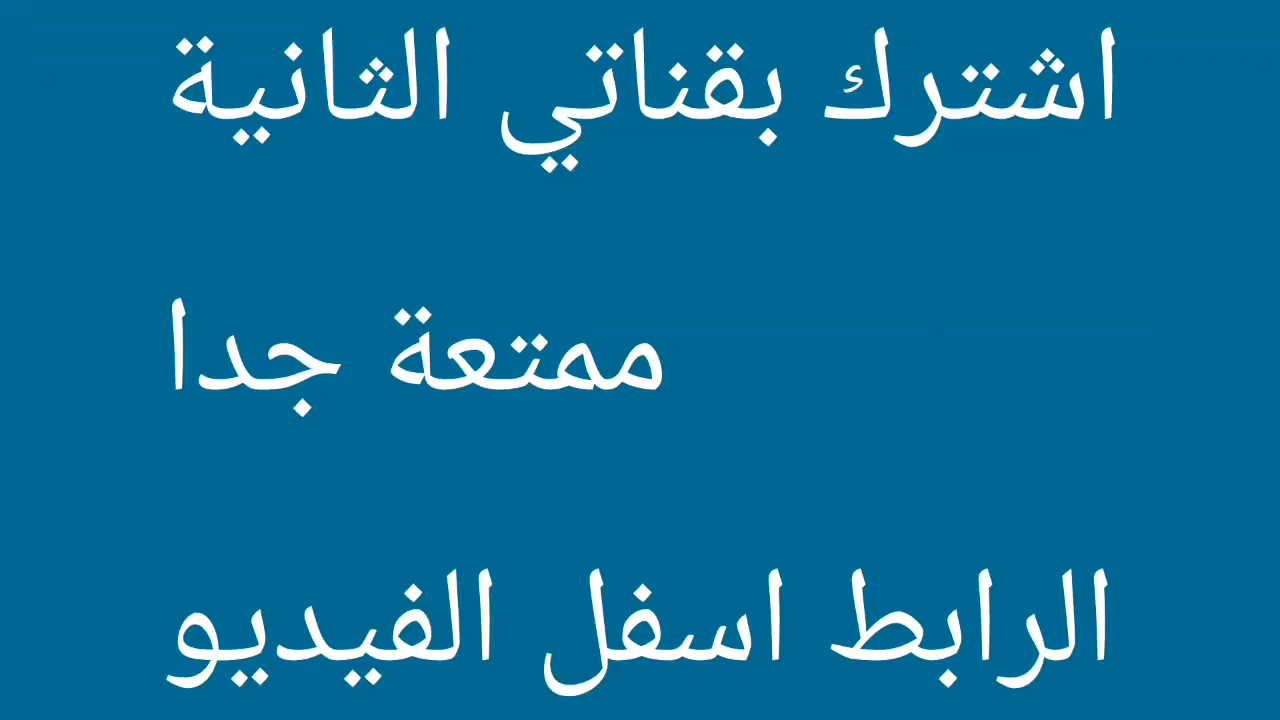 اشترك بقناتي الثانية
ممتعة جدا
الرابط اسفل الفيديو